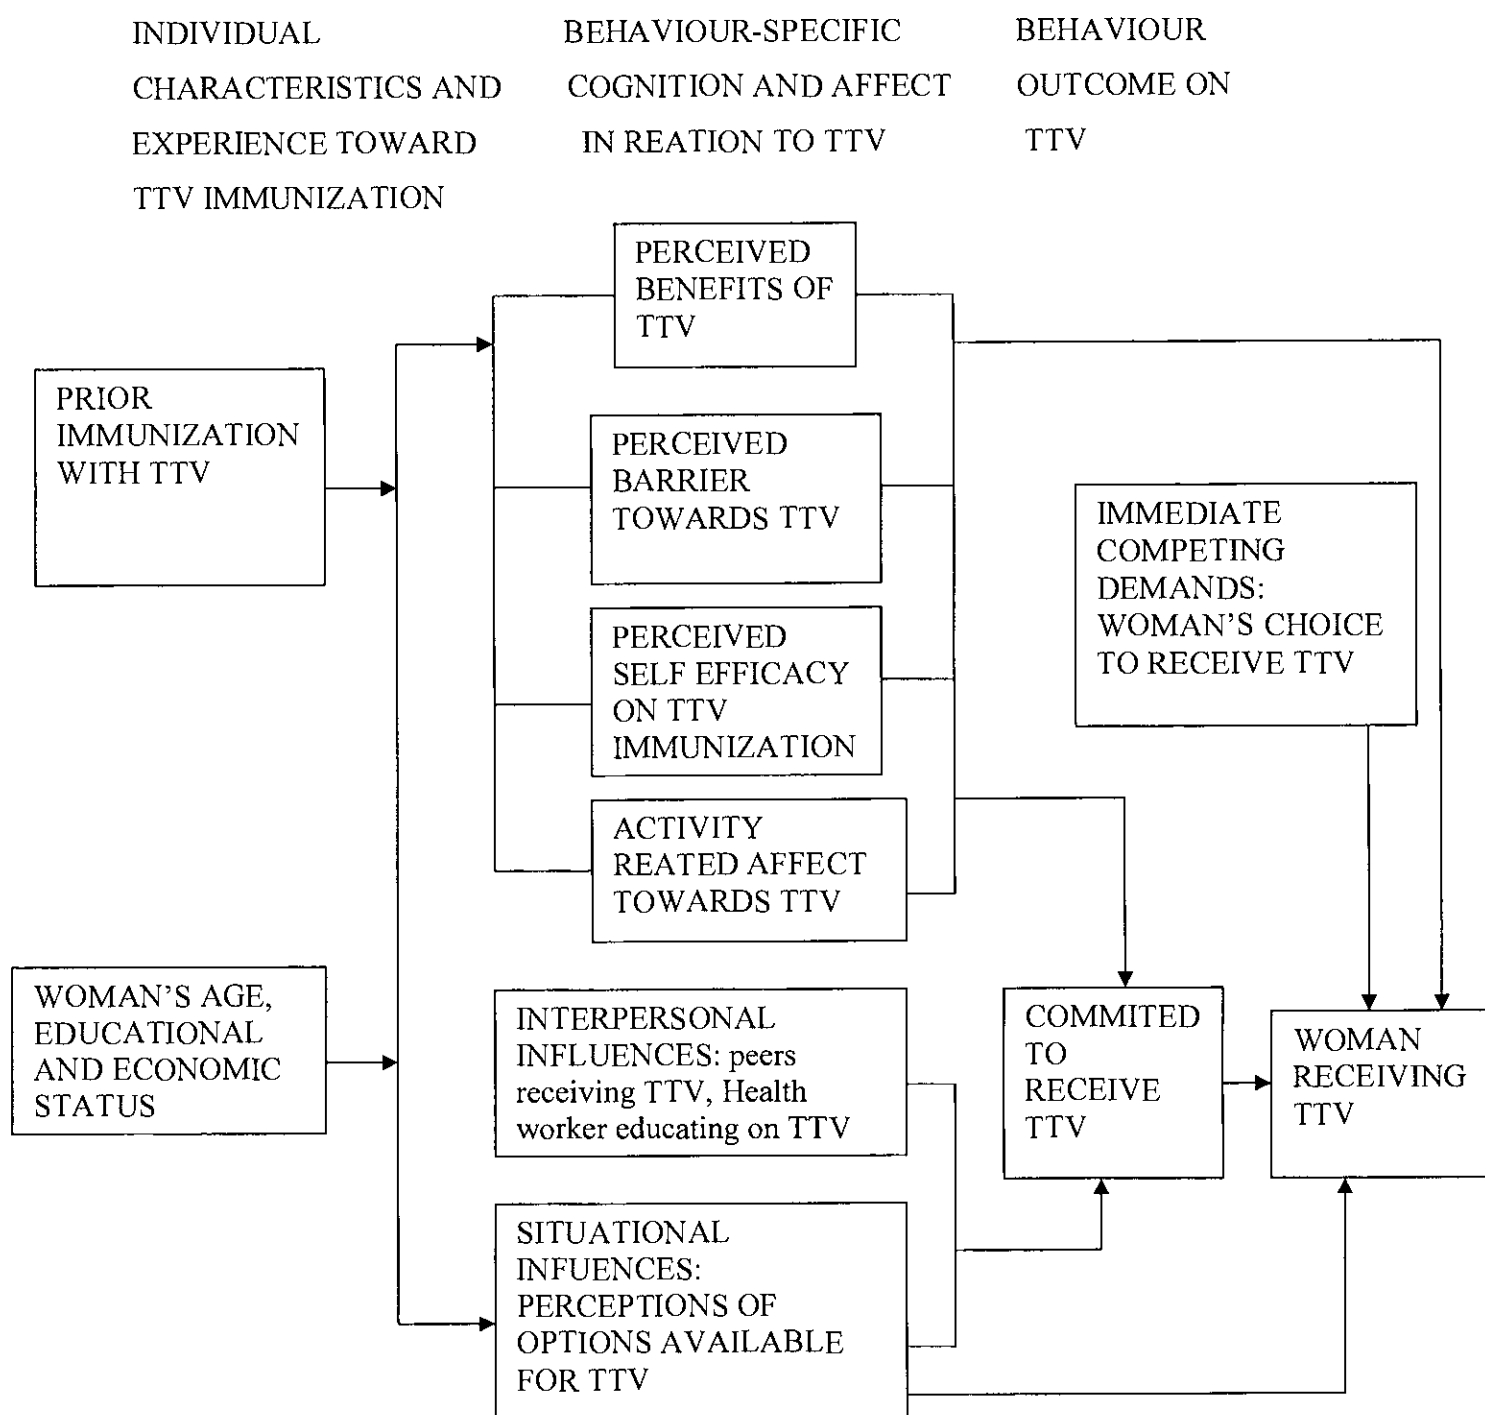 INDIVIDUAL
CHARACTERISTICS AND
EXPERIENCE TOWARD
TTV IMMUNIZATION
BEHAVIOUR-SPECIFIC
COGNITION AND AFFECT
IN REATION TO TTV
BEHAVIOUR
OUTCOME ON
TTV
PRIOR
IMMUNIZATION
WITH TTV
WOMAN'S AGE,
EDUCATIONAL
AND ECONOMIC
STATUS
PERCEIVED
BENEFITS OF
TTV
PERCEIVED
BARRIER
TOWARDS TTV
PERCEIVED
SELF EFFICACY
ON TTV
IMMUNIZATION
ACTIVITY
REATED AFFECT
TOWARDS TTV
INTERPERSONAL
INFLUENCES: peers
receiving TTV, Health
worker educating on TTV
SITUATIONAL
INFUENCES:
PERCEPTIONS OF
OPTIONS AVAILABLE
FOR TTV
IMMEDIATE
COMPETING
DEMANDS:
WOMAN'S CHOICE
TO RECEIVE TTV
COMMITED
TO
RECEIVE
TTV
WOMAN
RECEIVING
TTV